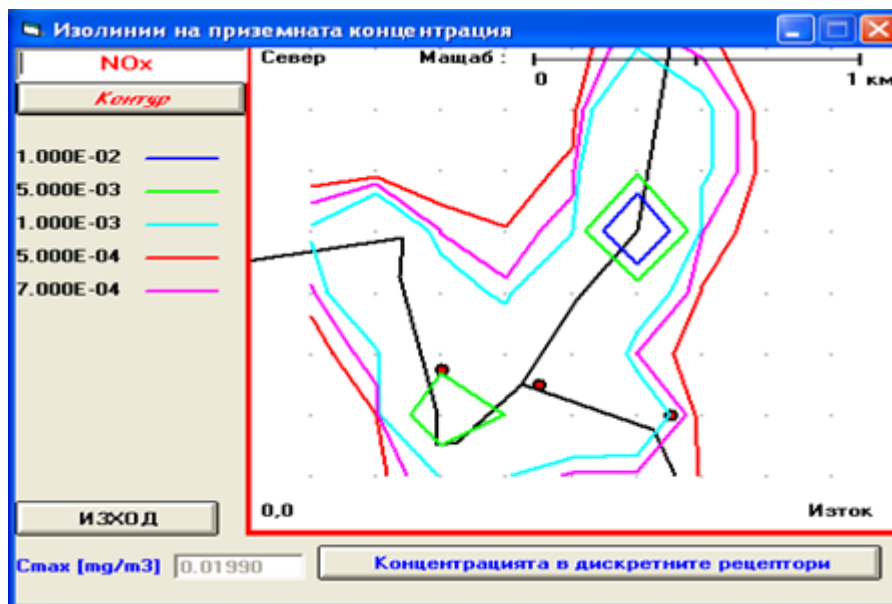 Изолинии на приземната концентрация
NOx
Контур
1.000E-02
5.000E-03
1.000E-03
5.000E-04
7.000E-04
Север
Мащаб :
0
1 км
0,0
Изток
ИЗХОД
Cmax [mg/m3]
0.01990
Концентрацията в дискретните рецептори